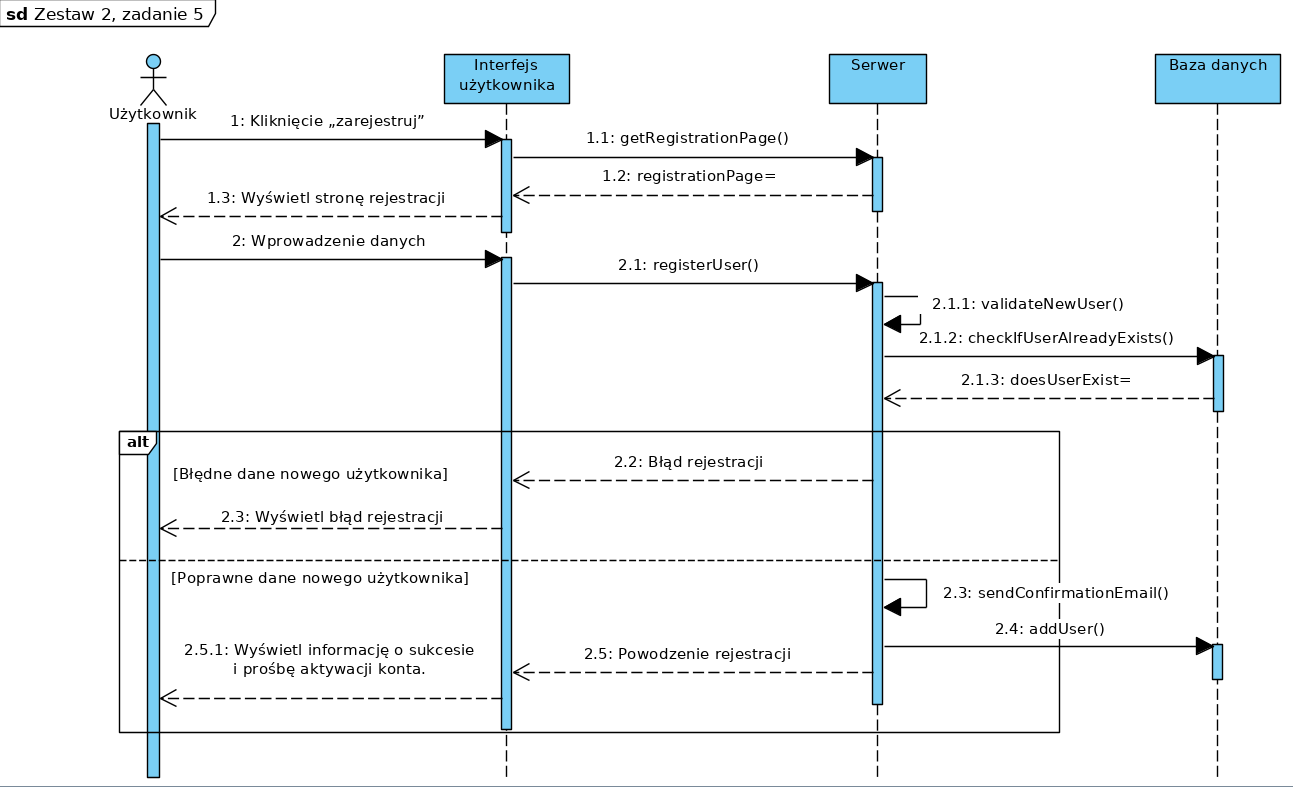 sd Zestaw 2, zadanie 5
Użytkownik
Interfejs
użytkownika
Serwer
Baza danych
1: Kliknięcie „zarejestruj”
1.1: getRegistrationPage()
1.2: registrationPage=
1.3: Wyświetl stronę rejestracji
2: Wprowadzenie danych
2.1: registerUser()
2.1.1: validateNewUser()
2.1.2: checkIfUserAlreadyExists()
2.1.3: doesUserExist=
alt
2.2: Błąd rejestracji
[Błędne dane nowego użytkownika]
2.3: Wyświetl błąd rejestracji
[Poprawne dane nowego użytkownika]
2.3: sendConfirmationEmail()
2.4: addUser()
2.5: Powodzenie rejestracji
2.5.1: Wyświetl informację o sukcesie
i prośbę aktywacji konta.